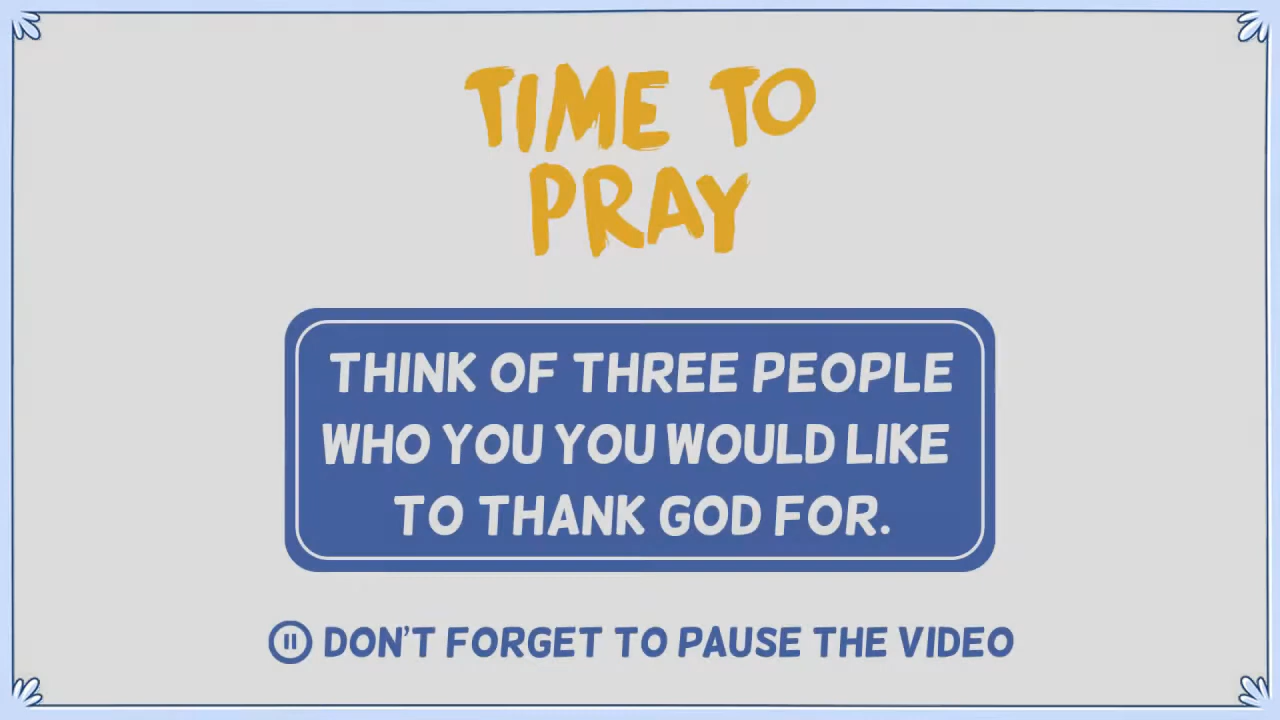 TIME TO
PRAY
THINK OF THREE PEOPLE
WHO YOU YOU WOULD LIKE
TO THANK GOD FOR.
DON'T FORGET TO PAUSE THE VIDEO